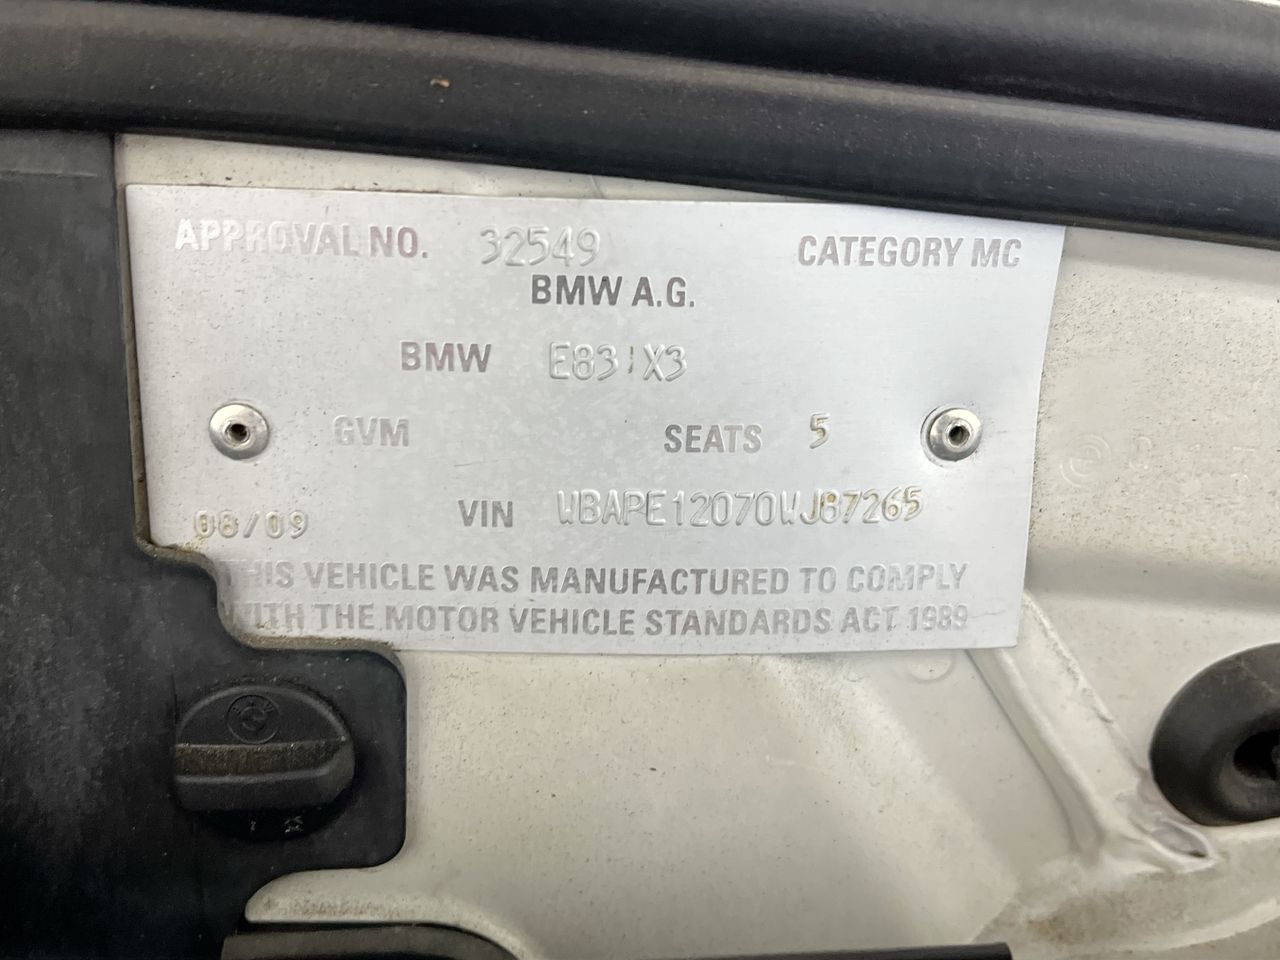 APPROVAL NO. 32549 CATEGORY MC
BMW A.G.
BMW E83/X3
GVM SEATS 5
08/09 VIN WBAPE12070WJ87265
THIS VEHICLE WAS MANUFACTURED TO COMPLY
WITH THE MOTOR VEHICLE STANDARDS ACT 1989